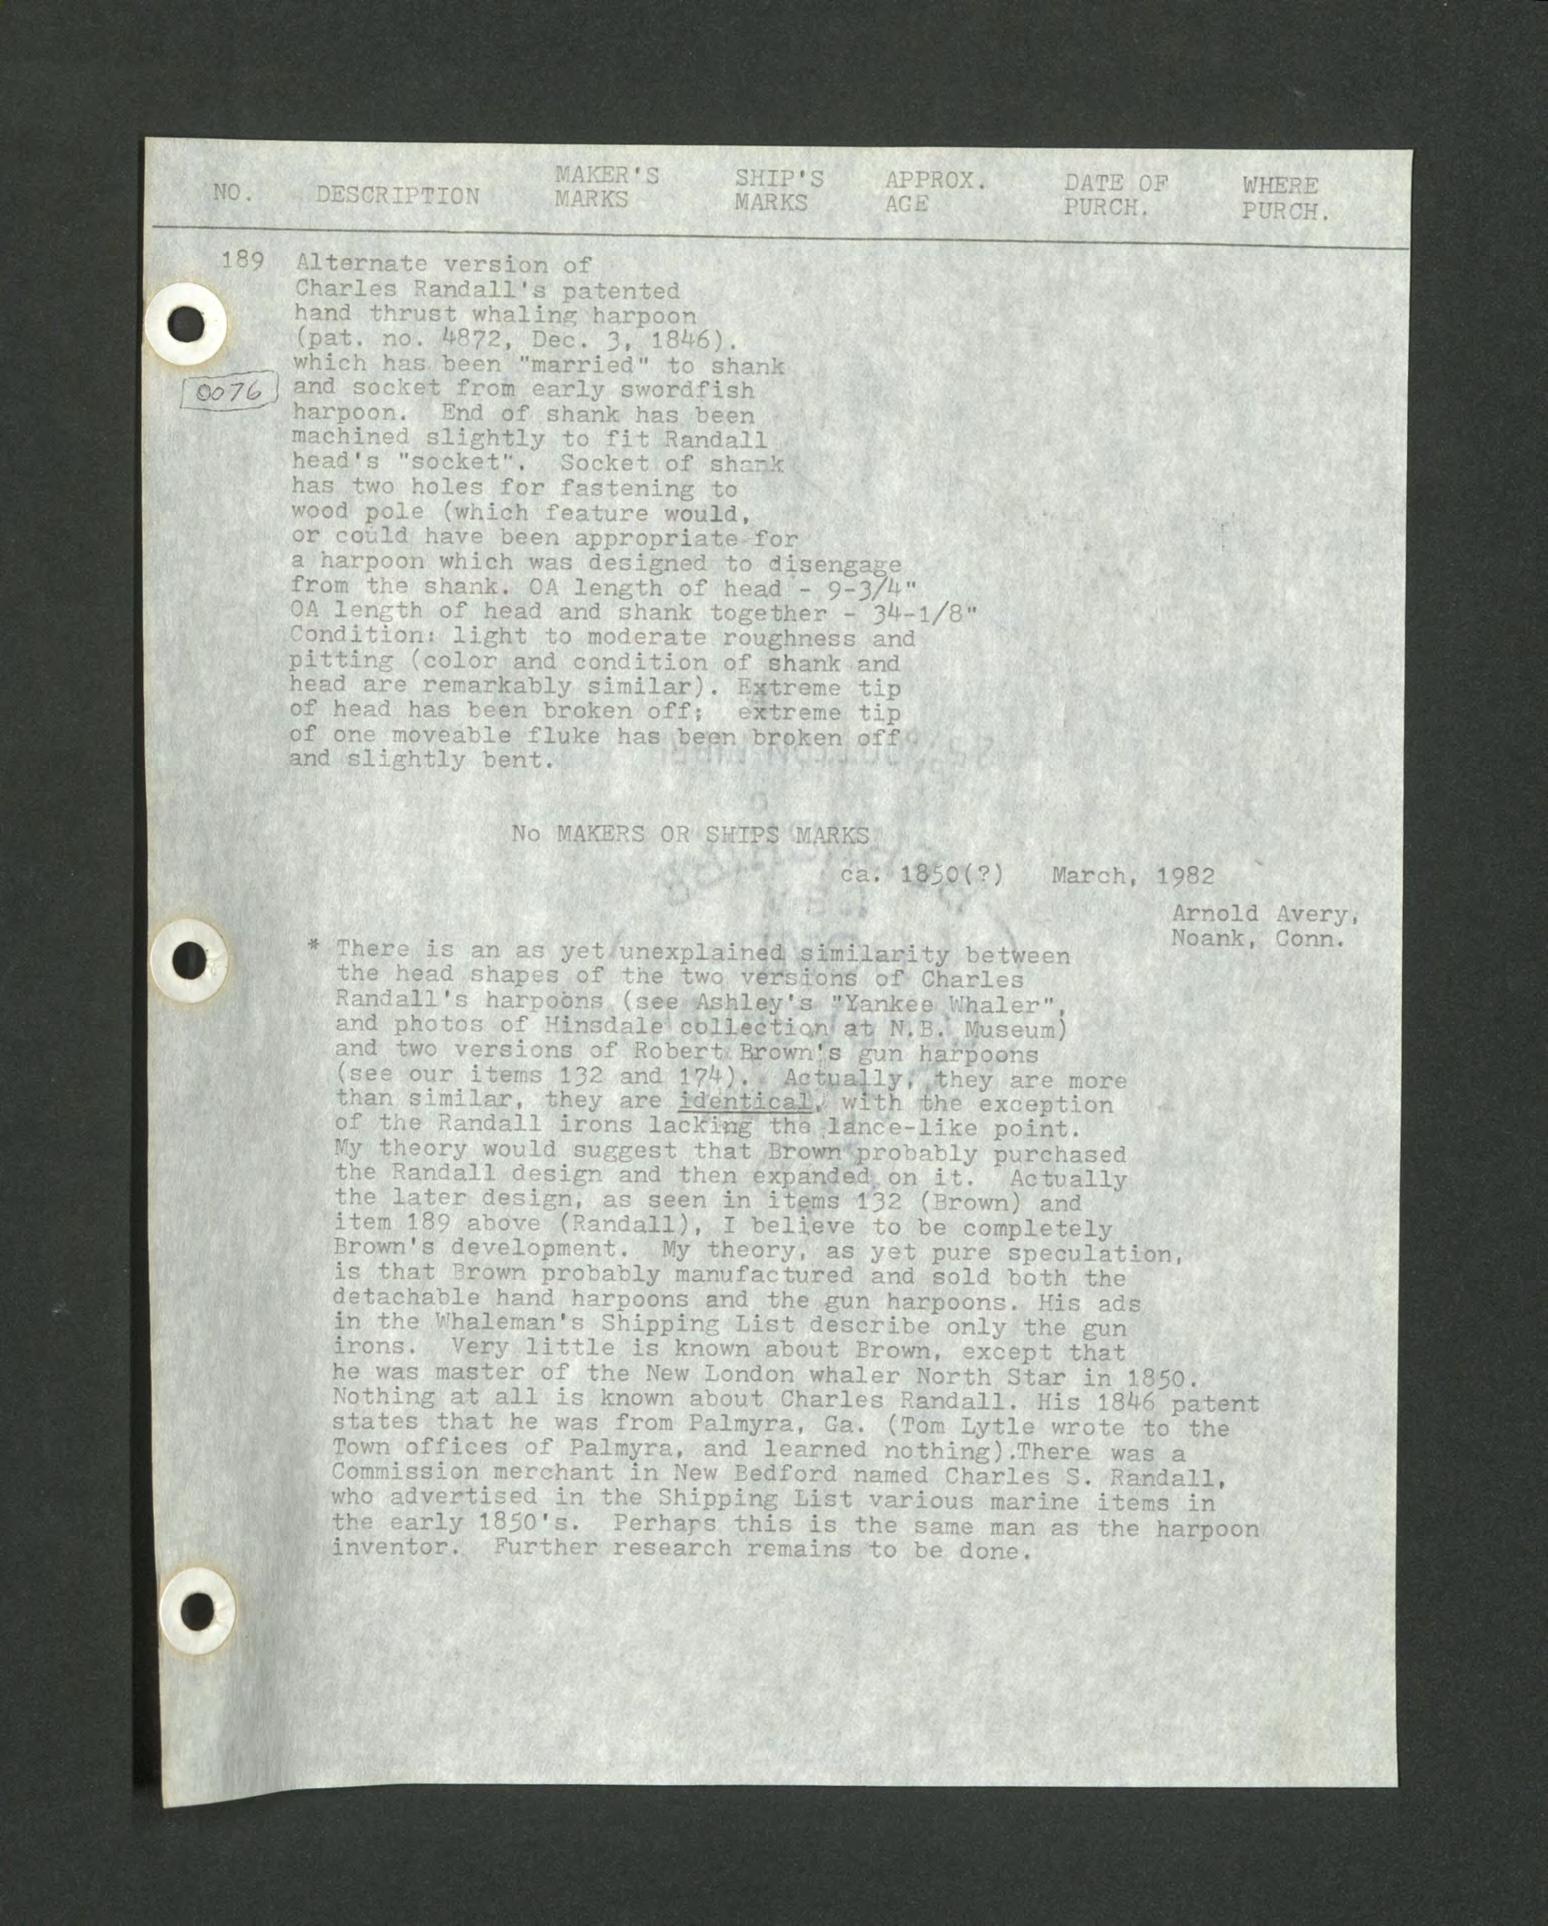 NO. DESCRIPTION MAKER'S MARKS SHIP'S MARKS APPROX. AGE DATE OF PURCH. WHERE PURCH.
189 Alternate version of
Charles Randall's patented
hand thrust whaling harpoon
(pat. no. 4872, Dec. 3, 1846).
which has been "married" to shank
0076 and socket from early swordfish
harpoon. End of shank has been
machined slightly to fit Randall
head's "socket". Socket of shank
has two holes for fastening to
wood pole (which feature would,
or could have been appropriate for
a harpoon which was designed to disengage
from the shank. OA length of head - 9-3/4"
OA length of head and shank together - 34-1/8"
Condition: light to moderate roughness and
pitting (color and condition of shank and
head are remarkably similar). Extreme tip
of head has been broken off; extreme tip
of one moveable fluke has been broken off
and slightly bent.
No MAKERS OR SHIPS MARKS
ca. 1850(?) March, 1982
Arnold Avery,
Noank, Conn.
* There is an as yet unexplained similarity between
the head shapes of the two versions of Charles
Randall's harpoons (see Ashley's "Yankee Whaler",
and photos of Hinsdale collection at N.B. Museum)
and two versions of Robert Brown's gun harpoons
(see our items 132 and 174). Actually, they are more
than similar, they are identical, with the exception
of the Randall irons lacking the lance-like point.
My theory would suggest that Brown probably purchased
the Randall design and then expanded on it. Actually
the later design, as seen in items 132 (Brown) and
item 189 above (Randall), I believe to be completely
Brown's development. My theory, as yet pure speculation,
is that Brown probably manufactured and sold both the
detachable hand harpoons and the gun harpoons. His ads
in the Whaleman's Shipping List describe only the gun
irons. Very little is known about Brown, except that
he was master of the New London whaler North Star in 1850.
Nothing at all is known about Charles Randall. His 1846 patent
states that he was from Palmyra, Ga. (Tom Lytle wrote to the
Town offices of Palmyra, and learned nothing).There was a
Commission merchant in New Bedford named Charles S. Randall,
who advertised in the Shipping List various marine items in
the early 1850's. Perhaps this is the same man as the harpoon
inventor. Further research remains to be done.